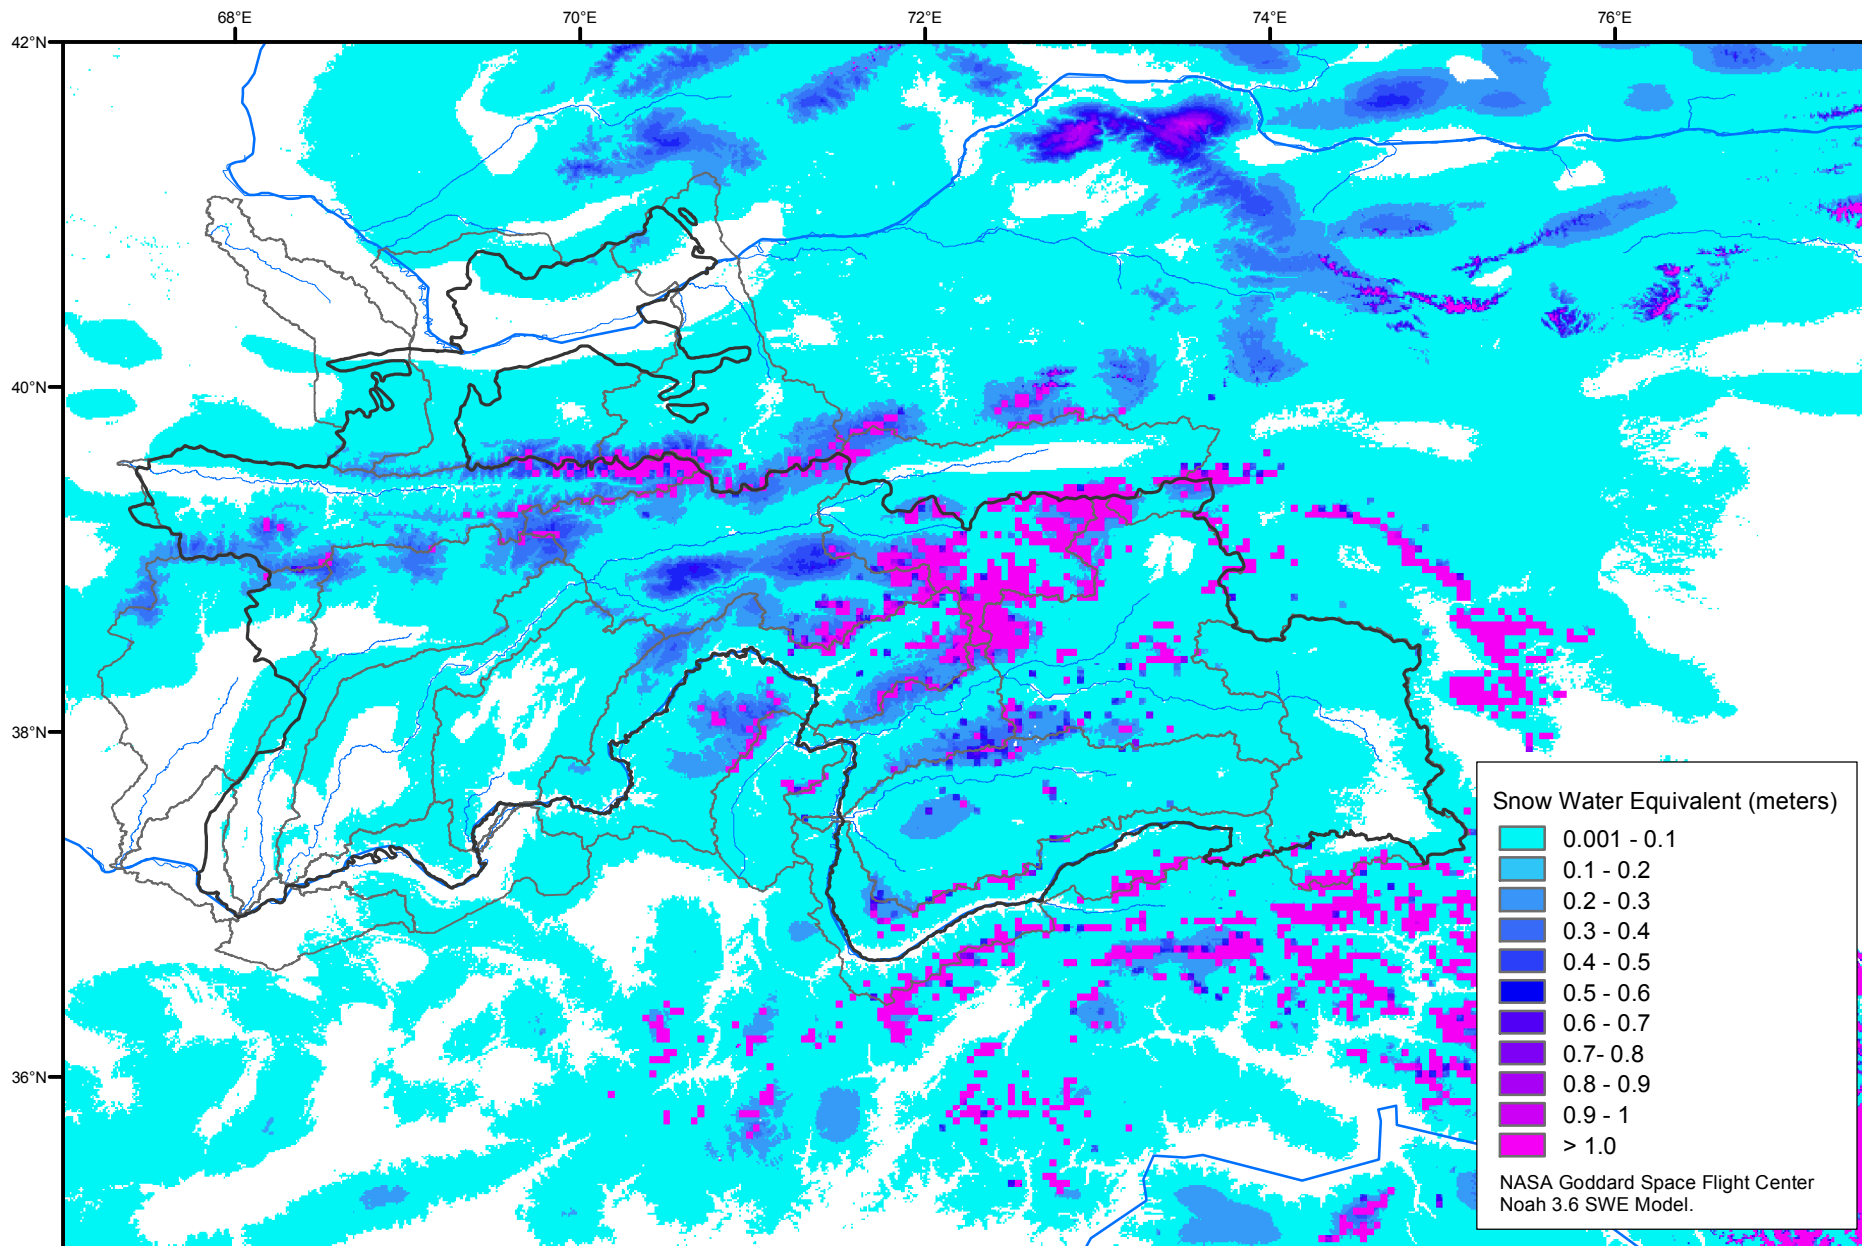 68°E
70°E
72°E
74°E
76°E
42°N
40°N
38°N
36°N
Snow Water Equivalent (meters)
0.001 - 0.1
0.1 - 0.2
0.2 - 0.3
0.3 - 0.4
0.4 - 0.5
0.5 - 0.6
0.6 - 0.7
0.7- 0.8
0.8 - 0.9
0.9 - 1
> 1.0
NASA Goddard Space Flight Center
Noah 3.6 SWE Model.